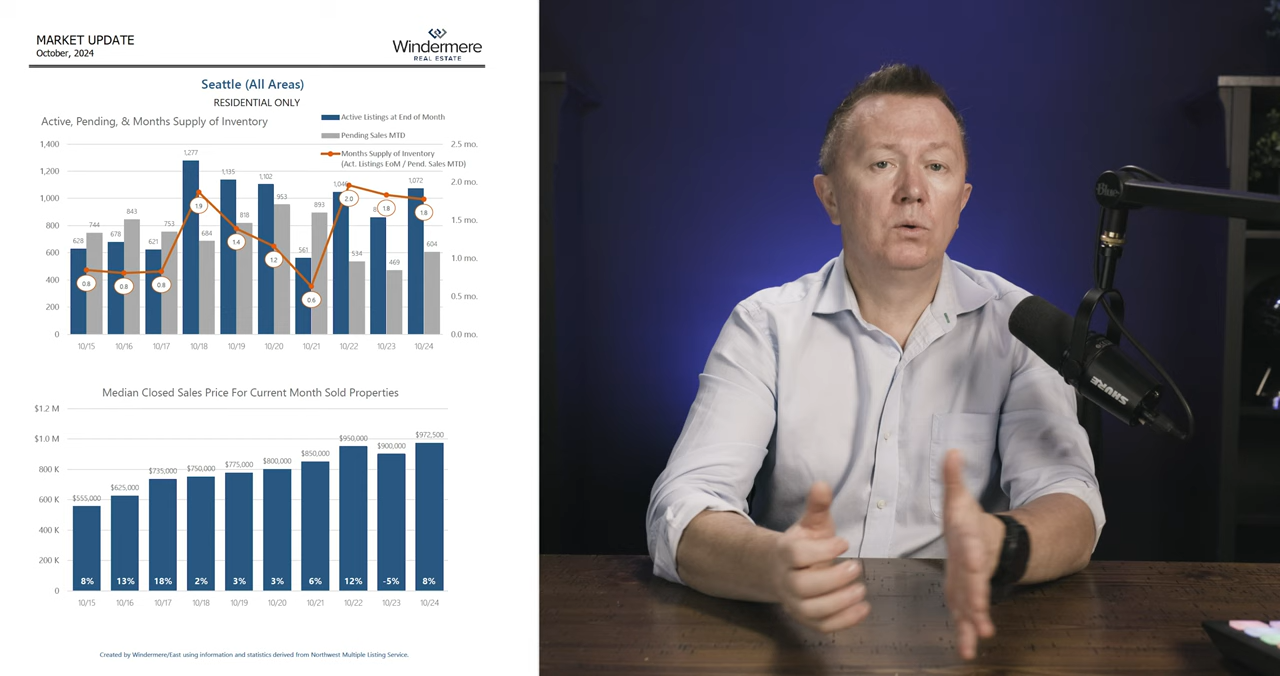 MARKET UPDATE
October, 2024
Windermere
REAL ESTATE
Seattle (All Areas)
RESIDENTIAL ONLY
Active, Pending, & Months Supply of Inventory
Active Listings at End of Month
Pending Sales MTD
Months Supply of Inventory
(Act. Listings EoM / Pend. Sales MTD)
1,400
1,200
1,000
800
600
400
200
0
2.5 mo.
2.0 mo.
1.5 mo.
1.0 mo.
0.5 mo.
0.0 mo.
628 744 678 843 621 753 1,277 684 1,135 818 1,102 953 561 893 534 469 1,072 604
0.8 0.8 0.8 1.9 1.4 1.2 0.6 2.0 1.8 1.8
10/15 10/16 10/17 10/18 10/19 10/20 10/21 10/22 10/23 10/24
Median Closed Sales Price For Current Month Sold Properties
$1.2 M
$1.0 M
800 K
600 K
400 K
200 K
0
$555,000 $625,000 $735,000 $750,000 $775,000 $800,000 $850,000 $950,000 $900,000 $972,500
8% 13% 18% 2% 3% 3% 6% 12% -5% 8%
10/15 10/16 10/17 10/18 10/19 10/20 10/21 10/22 10/23 10/24
Created by Windermere/East using information and statistics derived from Northwest Multiple Listing Service.
Blue
SHURE